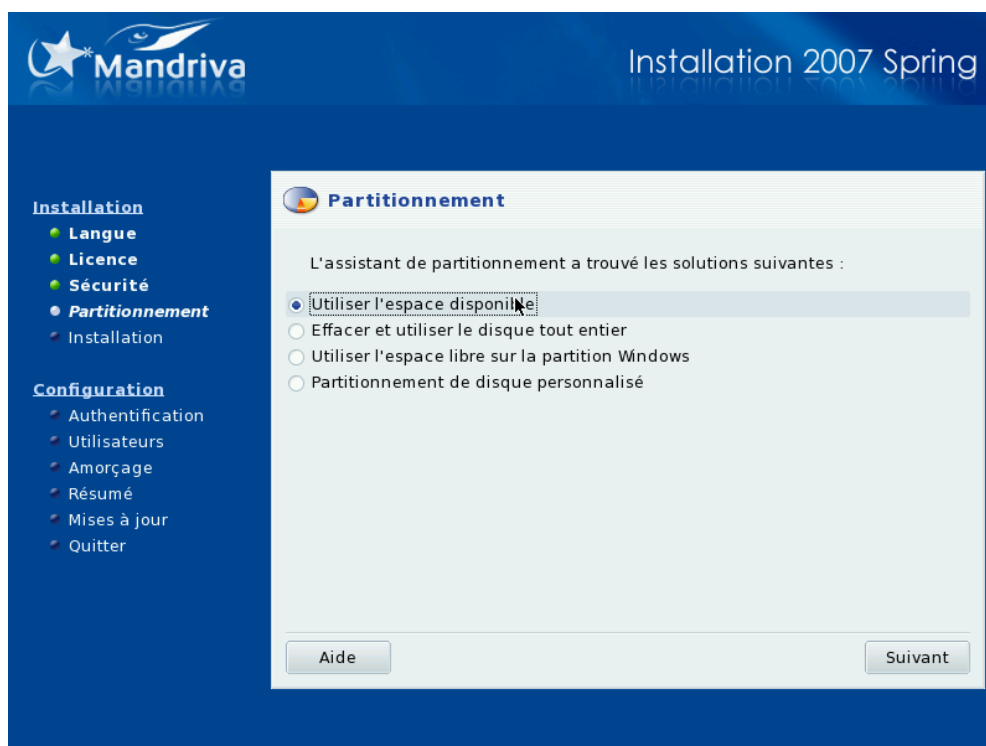 Mandriva
Installation 2007 Spring
Installation
Langue
Licence
Sécurité
Partitionnement
Installation
Configuration
Authentification
Utilisateurs
Amorçage
Résumé
Mises à jour
Quitter
Partitionnement
L'assistant de partitionnement a trouvé les solutions suivantes :
Utiliser l'espace disponible
Effacer et utiliser le disque tout entier
Utiliser l'espace libre sur la partition Windows
Partitionnement de disque personnalisé
Aide
Suivant